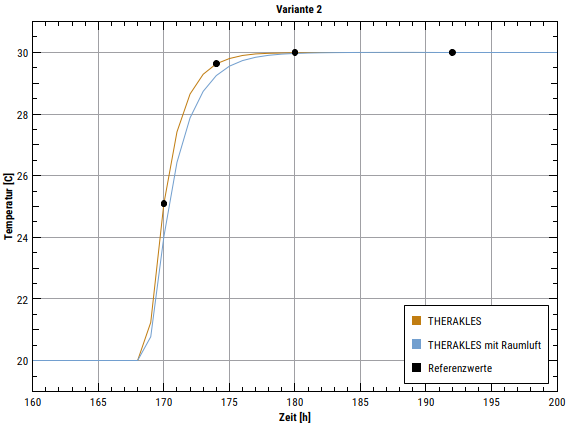 Variante 2
Temperatur [C]
30
28
26
24
22
20
THERAKLES
THERAKLES mit Raumluft
Referenzwerte
160 165 170 175 180 185 190 195 200
Zeit [h]